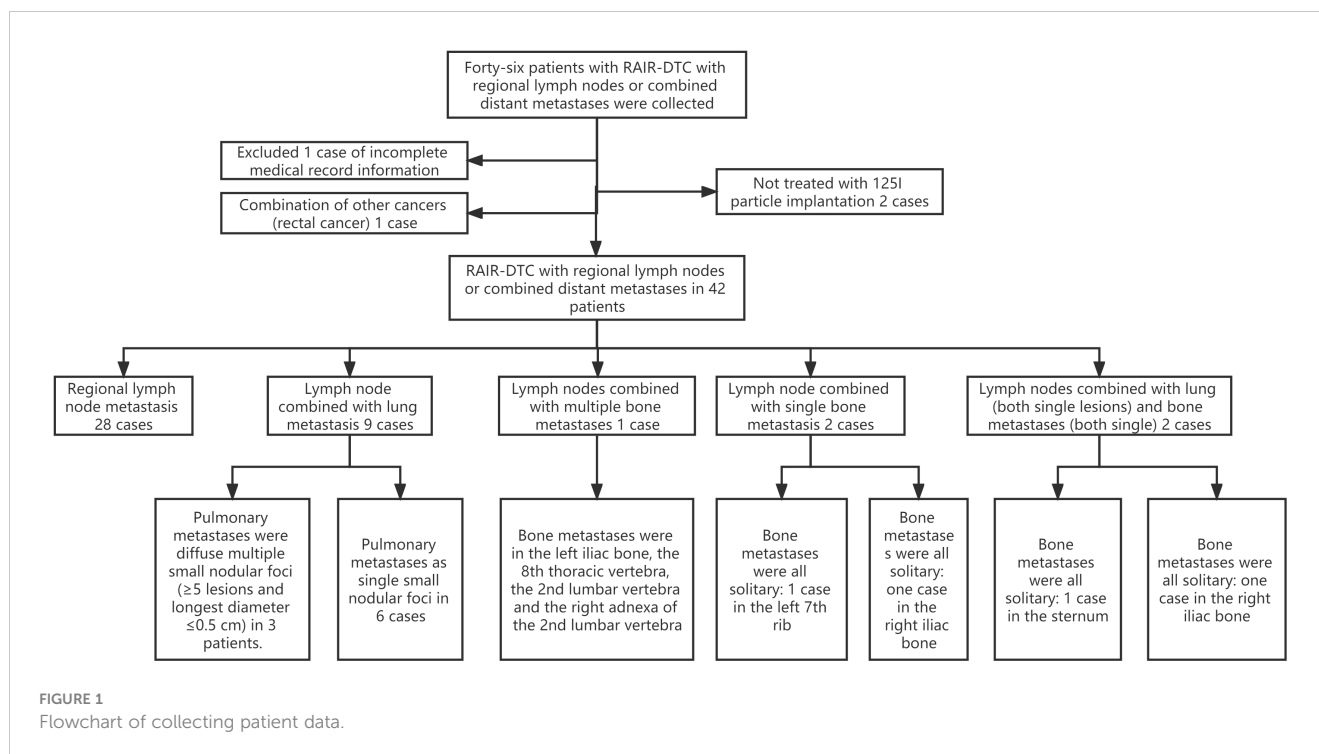 Forty-six patients with RAIR-DTC with
regional lymph nodes or combined
distant metastases were collected
Excluded 1 case of incomplete
medical record information
Not treated with 125I
particle implantation 2 cases
Combination of other cancers
(rectal cancer) 1 case
RAIR-DTC with regional lymph nodes
or combined distant metastases in 42
patients
Regional lymph
node metastasis
28 cases
Lymph node
combined with lung
metastasis 9 cases
Lymph nodes combined
with multiple bone
metastases 1 case
Lymph node combined
with single bone
metastasis 2 cases
Lymph nodes combined with lung
(both single lesions) and bone
metastases (both single) 2 cases
Pulmonary
metastases were
diffuse multiple
small nodular foci
(≥5 lesions and
longest diameter
≤0.5 cm) in 3
patients.
Pulmonary
metastases as
single small
nodular foci in
6 cases
Bone metastases were
in the left iliac bone, the
8th thoracic vertebra,
the 2nd lumbar vertebra
and the right adnexa of
the 2nd lumbar vertebra
Bone
metastases
were all
solitary: 1 case
in the left 7th
rib
Bone
metastase
s were all
solitary:
one case
in the
right iliac
bone
Bone
metastases
were all
solitary: 1 case
in the sternum
Bone
metastases were
all solitary: one
case in the right
iliac bone
FIGURE 1
Flowchart of collecting patient data.